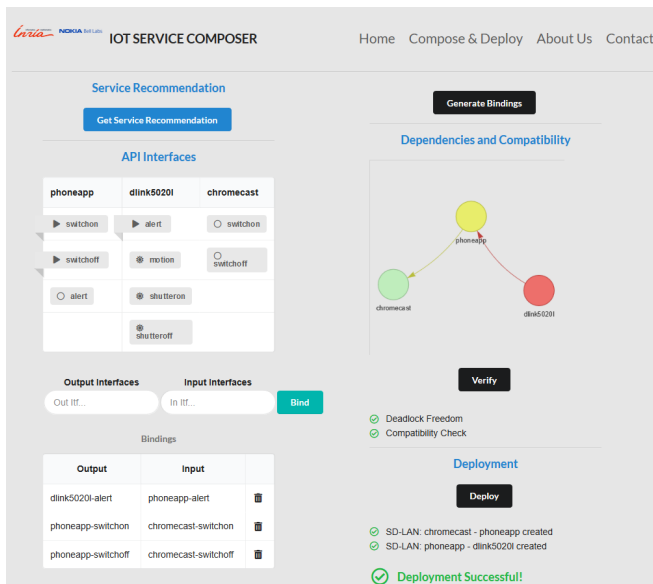 Inria NOKIA Bell Labs IOT SERVICE COMPOSER
Home Compose & Deploy About Us Contact
Service Recommendation
Get Service Recommendation
API Interfaces
phoneapp dlink5020l chromecast
switchon alert switchon
switchoff motion switchoff
alert shutteron
shutteroff
Output Interfaces Input Interfaces
Out Itf... In Itf... Bind
Bindings
Output Input
dlink5020l-alert phoneapp-alert
phoneapp-switchon chromecast-switchon
phoneapp-switchoff chromecast-switchoff
Generate Bindings
Dependencies and Compatibility
phoneapp
chromecast
dlink5020l
Verify
Deadlock Freedom
Compatibility Check
Deployment
Deploy
SD-LAN: chromecast - phoneapp created
SD-LAN: phoneapp - dlink5020l created
Deployment Successful!